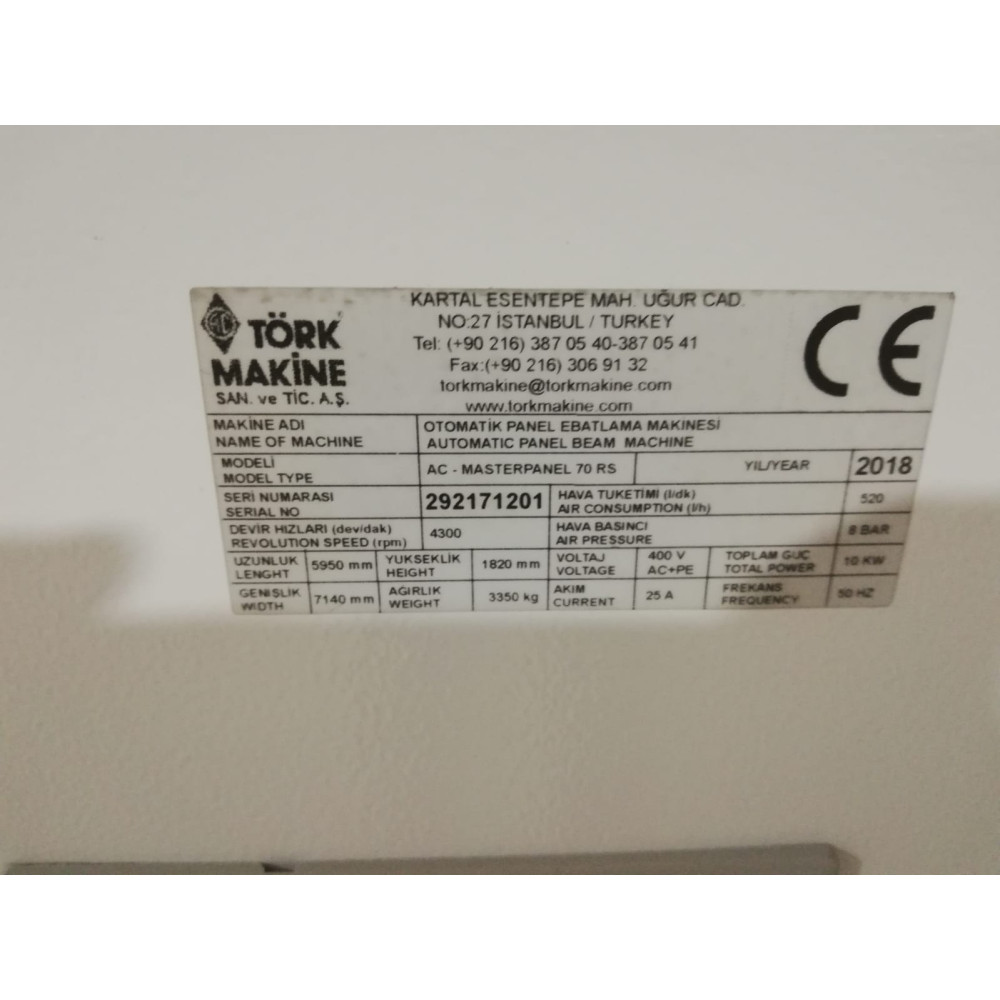 TÖRK
MAKİNE
SAN. ve TİC. A.Ş.
KARTAL ESENTEPE MAH. UĞUR CAD.
NO:27 İSTANBUL / TURKEY
Tel: (+90 216) 387 05 40-387 05 41
Fax:(+90 216) 306 91 32
torkmakine@torkmakine.com
www.torkmakine.com
CE
MAKİNE ADI OTOMATİK PANEL EBATLAMA MAKINESİ
NAME OF MACHINE AUTOMATIC PANEL BEAM MACHINE
MODELİ
MODEL TYPE AC - MASTERPANEL 70 RS YIL/YEAR 2018
SERİ NUMARASI HAVA TUKETİMİ (l/dk)
SERIAL NO 292171201 AIR CONSUMPTION (l/h) 520
DEVİR HIZLARI (dev/dak) HAVA BASINCI
REVOLUTION SPEED (rpm) 4300 AIR PRESSURE 8 BAR
UZUNLUK YUKSEKLİK VOLTAJ 400 V TOPLAM GUÇ
LENGHT 5950 mm HEIGHT 1820 mm VOLTAGE AC+PE TOTAL POWER 10 KW
GENIŞLIK AGIRLIK AKIM FREKANS
WIDTH 7140 mm WEIGHT 3350 kg CURRENT 25 A FREQUENCY 50 HZ